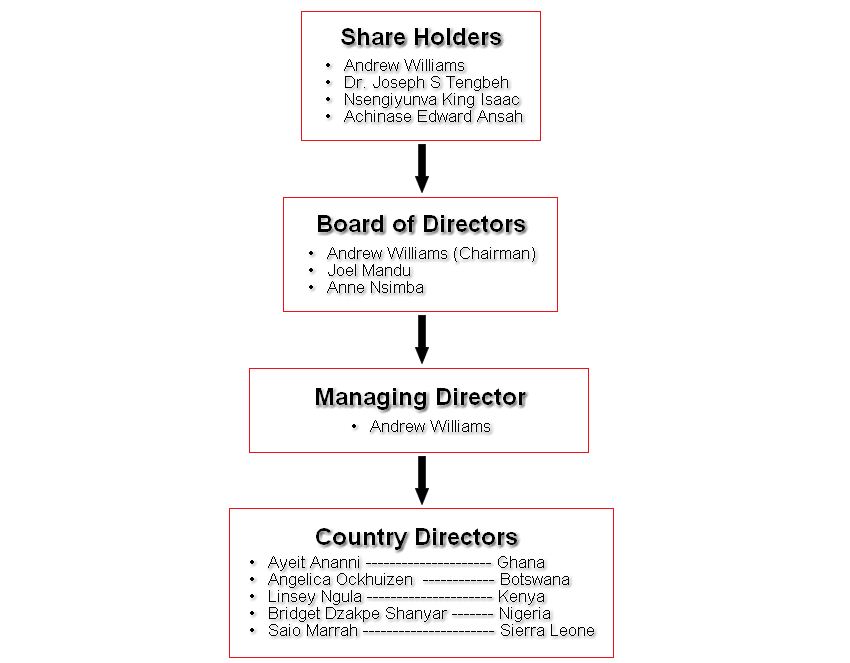 Share Holders
• Andrew Williams
• Dr. Joseph S Tengbeh
• Nsengiyunva King Isaac
• Achinase Edward Ansah
Board of Directors
• Andrew Williams (Chairman)
• Joel Mandu
• Anne Nsimba
Managing Director
• Andrew Williams
Country Directors
• Ayeit Ananni --------------------- Ghana
• Angelica Ockhuizen ------------ Botswana
• Linsey Ngula --------------------- Kenya
• Bridget Dzakpe Shanyar ------- Nigeria
• Saio Marrah ---------------------- Sierra Leone